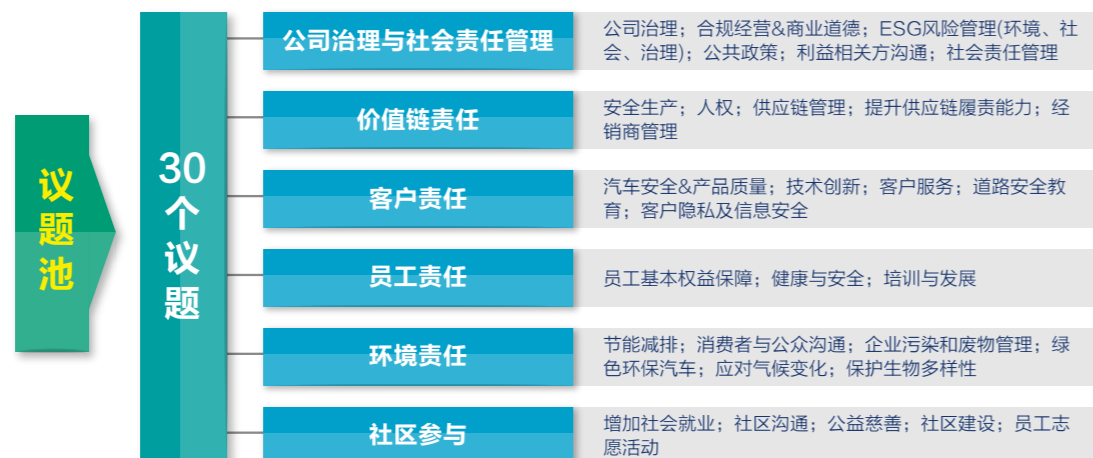 议题池
30个议题
公司治理与社会责任管理
公司治理；合规经营&商业道德；ESG风险管理(环境、社
会、治理)；公共政策；利益相关方沟通；社会责任管理
价值链责任
安全生产；人权；供应链管理；提升供应链履责能力；经
销商管理
客户责任
汽车安全&产品质量；技术创新；客户服务；道路安全教
育；客户隐私及信息安全
员工责任
员工基本权益保障；健康与安全；培训与发展
环境责任
节能减排；消费者与公众沟通；企业污染和废物管理；绿
色环保汽车；应对气候变化；保护生物多样性
社区参与
增加社会就业；社区沟通；公益慈善；社区建设；员工志
愿活动